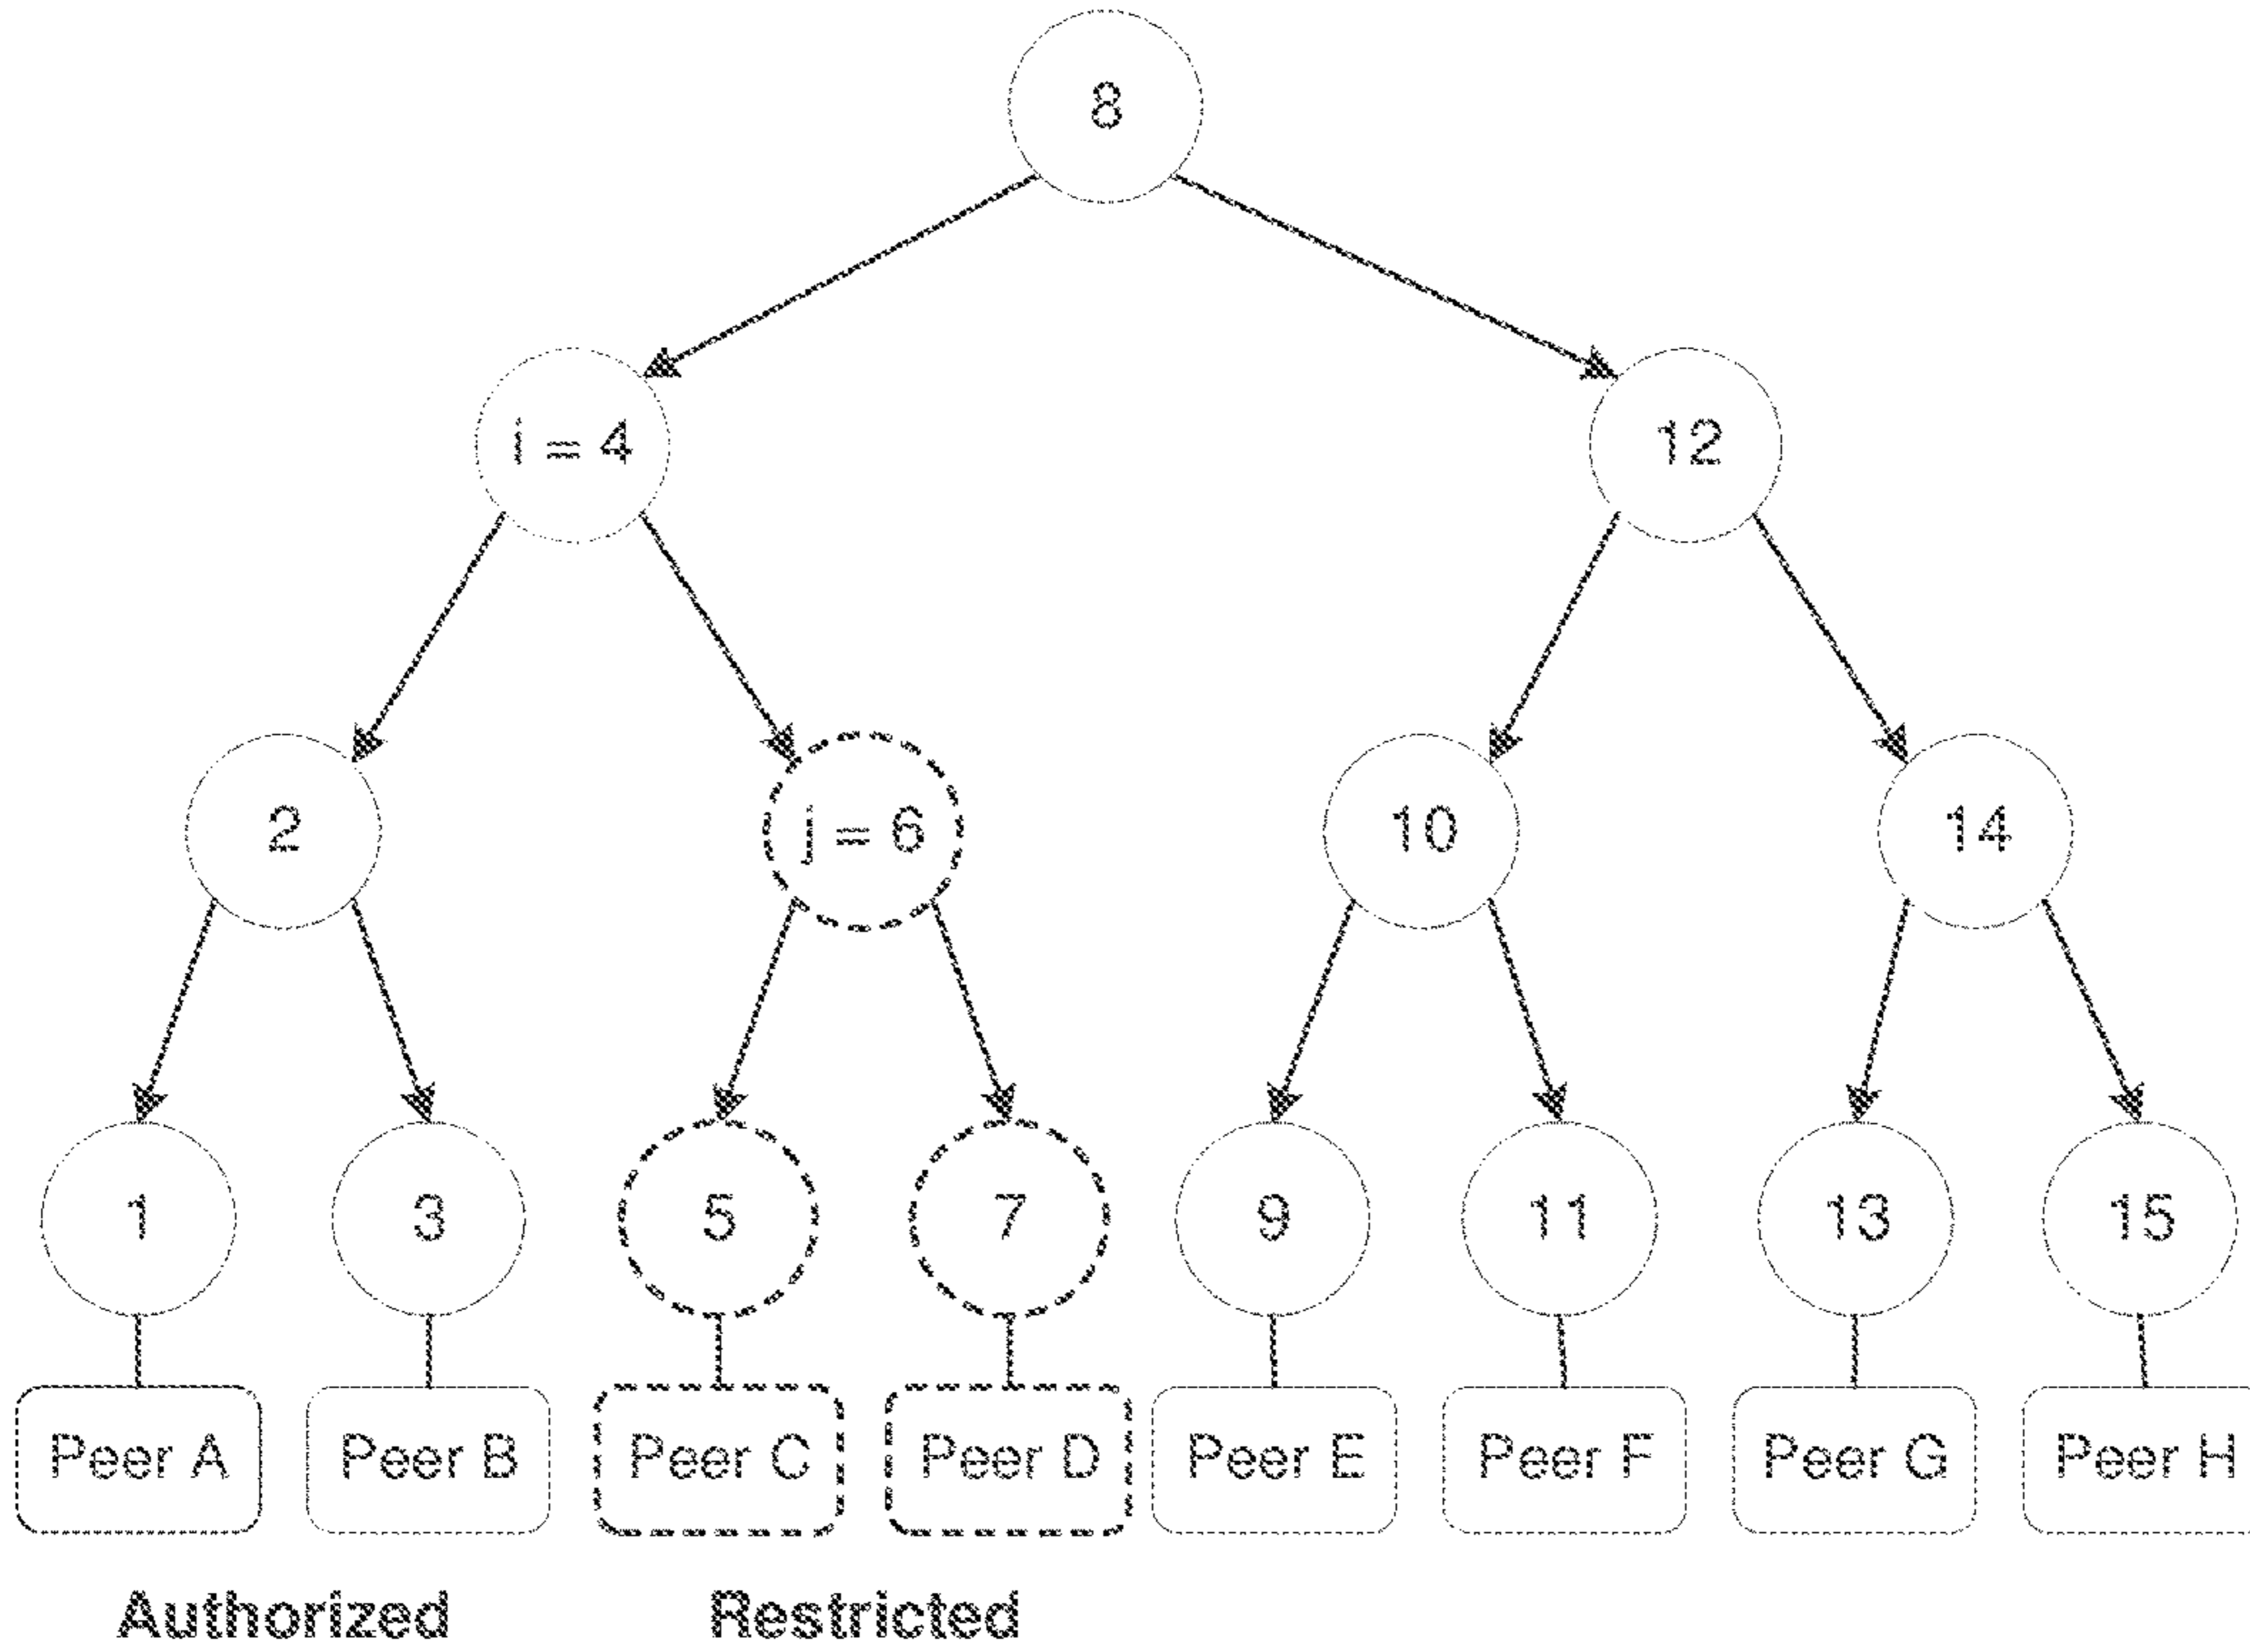 8
i = 4
12
2
j = 6
10
14
1
3
5
7
9
11
13
15
Peer A
Peer B
Peer C
Peer D
Peer E
Peer F
Peer G
Peer H
Authorized
Restricted